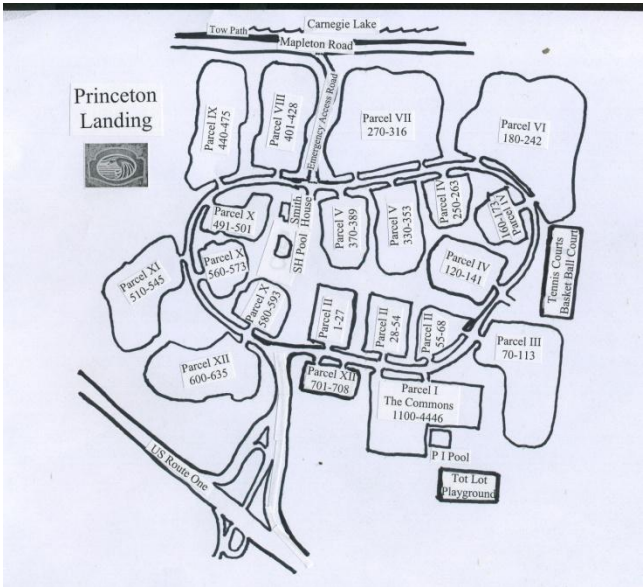 Carnegie Lake
Tow Path
Mapleton Road
Princeton
Landing
Parcel IX
440-475
Parcel VIII
401-428
Emergency Access Road
Parcel VII
270-316
Parcel VI
180-242
Parcel X
491-501
Smith
House
SH Pool
Parcel V
370-389
Parcel V
330-353
Parcel IV
250-263
Parcel IV
160-173
Parcel XI
510-545
Parcel X
560-573
Parcel X
580-593
Parcel IV
120-141
Tennis Courts
Basket Ball Court
Parcel II
1-27
Parcel II
28-54
Parcel II
55-68
Parcel III
70-113
Parcel XII
600-635
Parcel XII
701-708
Parcel I
The Commons
1100-4446
P I Pool
US Route One
Tot Lot
Playground